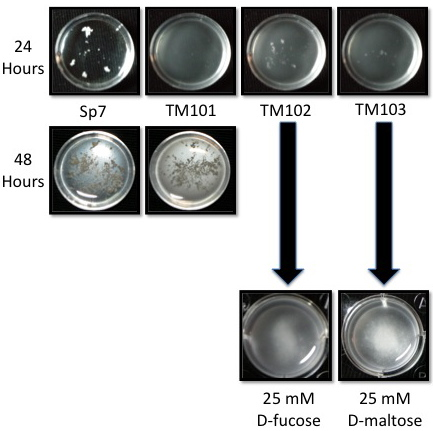 24
Hours
Sp7
TM101
TM102
TM103
48
Hours
25 mM
D-fucose
25 mM
D-maltose